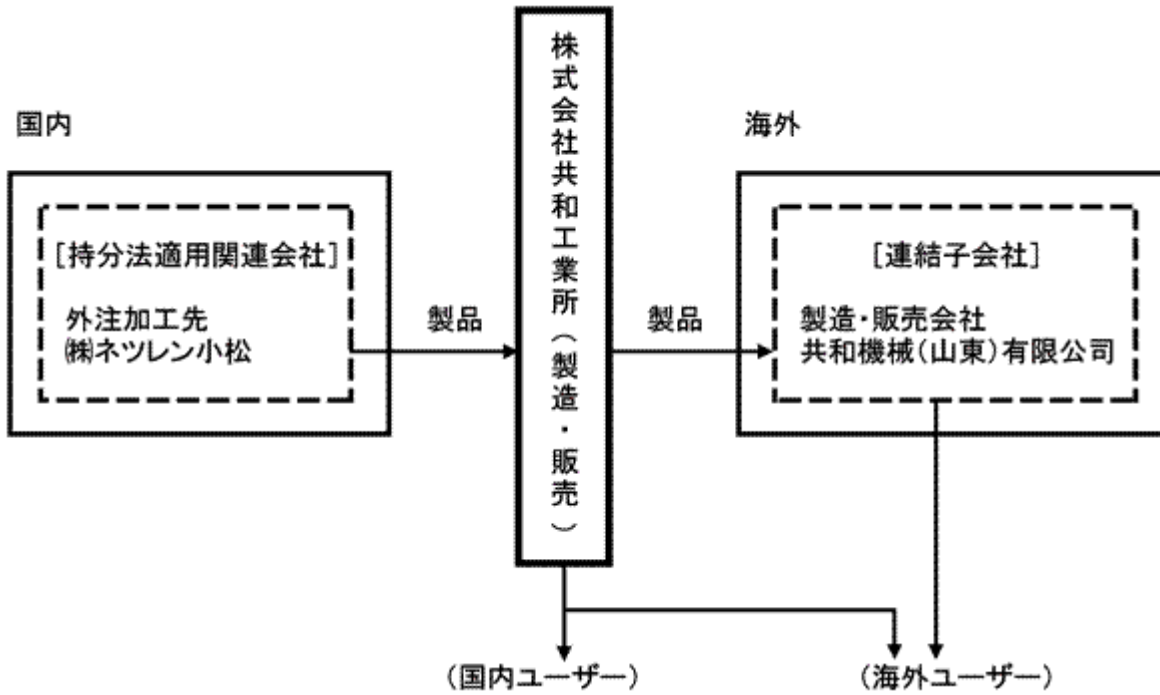 国内
[持分法適用関連会社]
外注加工先
㈱ネツレン小松
製品
株式会社共和工業所(製造・販売)
製品
海外
[連結子会社]
製造・販売会社
共和機械(山東)有限公司
(国内ユーザー)
(海外ユーザー)